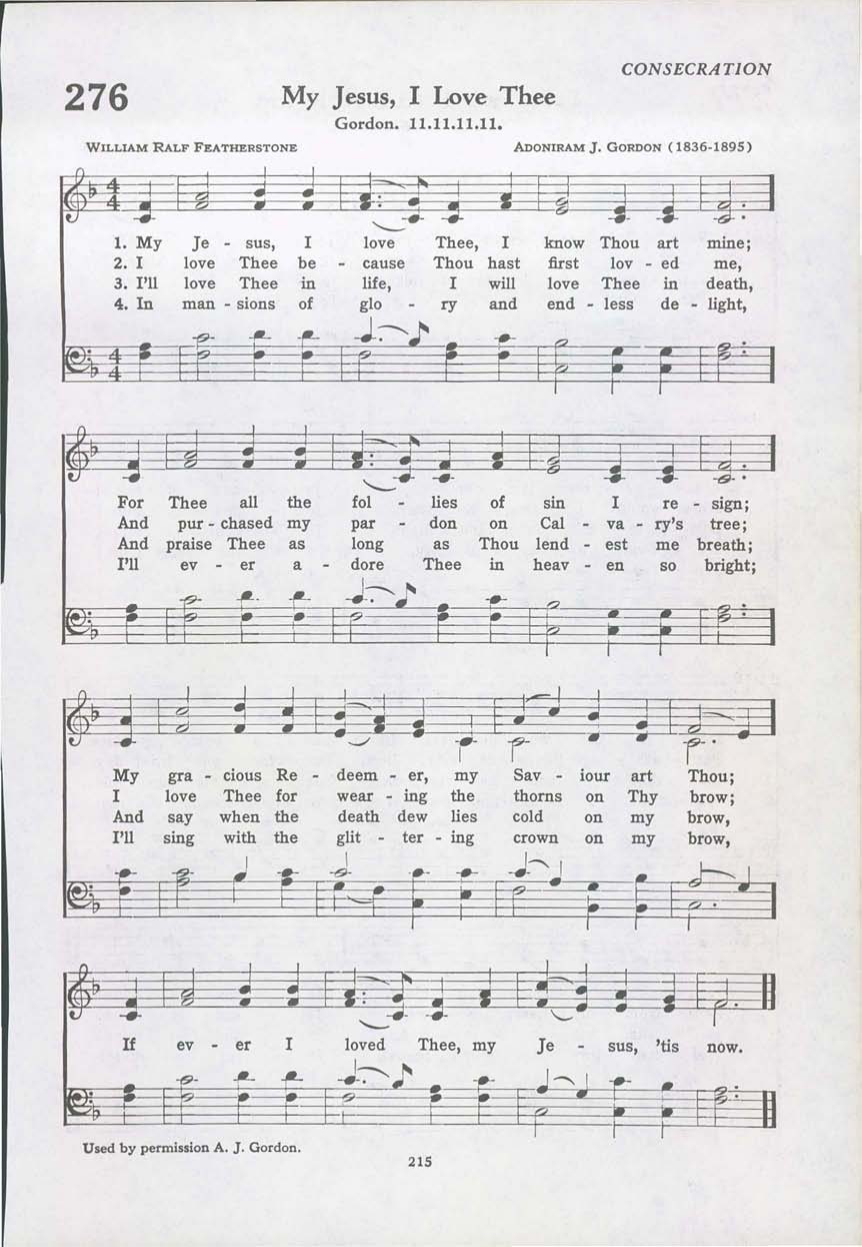 CONSECRATION
276
My Jesus, I Love Thee
Gordon. 11.11.11.11.
WILLIAM RALF FEATHERSTONE ADONIRAM J. GORDON (1836-1895)
4 4
1. My Je - sus, I love Thee, I know Thou art mine;
2. I love Thee be - cause Thou hast first lov - ed me,
3. I'll love Thee in life, I will love Thee in death,
4. In man - sions of glo - ry and end - less de - light,
4 4
For Thee all the fol - lies of sin I re - sign;
And pur - chased my par - don on Cal - va - ry's tree;
And praise Thee as long as Thou lend - est me breath;
I'll ev - er a - dore Thee in heav - en so bright;
My gra - cious Re - deem - er, my Sav - iour art Thou;
I love Thee for wear - ing the thorns on Thy brow;
And say when the death dew lies cold on my brow,
I'll sing with the glit - ter - ing crown on my brow,
If ev - er I loved Thee, my Je - sus, 'tis now.
Used by permission A. J. Gordon.
215